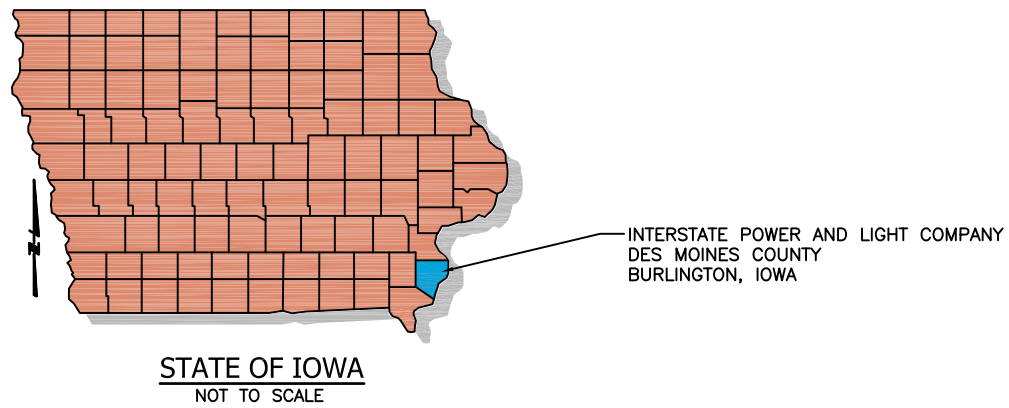 INTERSTATE POWER AND LIGHT COMPANY
DES MOINES COUNTY
BURLINGTON, IOWA
N
STATE OF IOWA
NOT TO SCALE